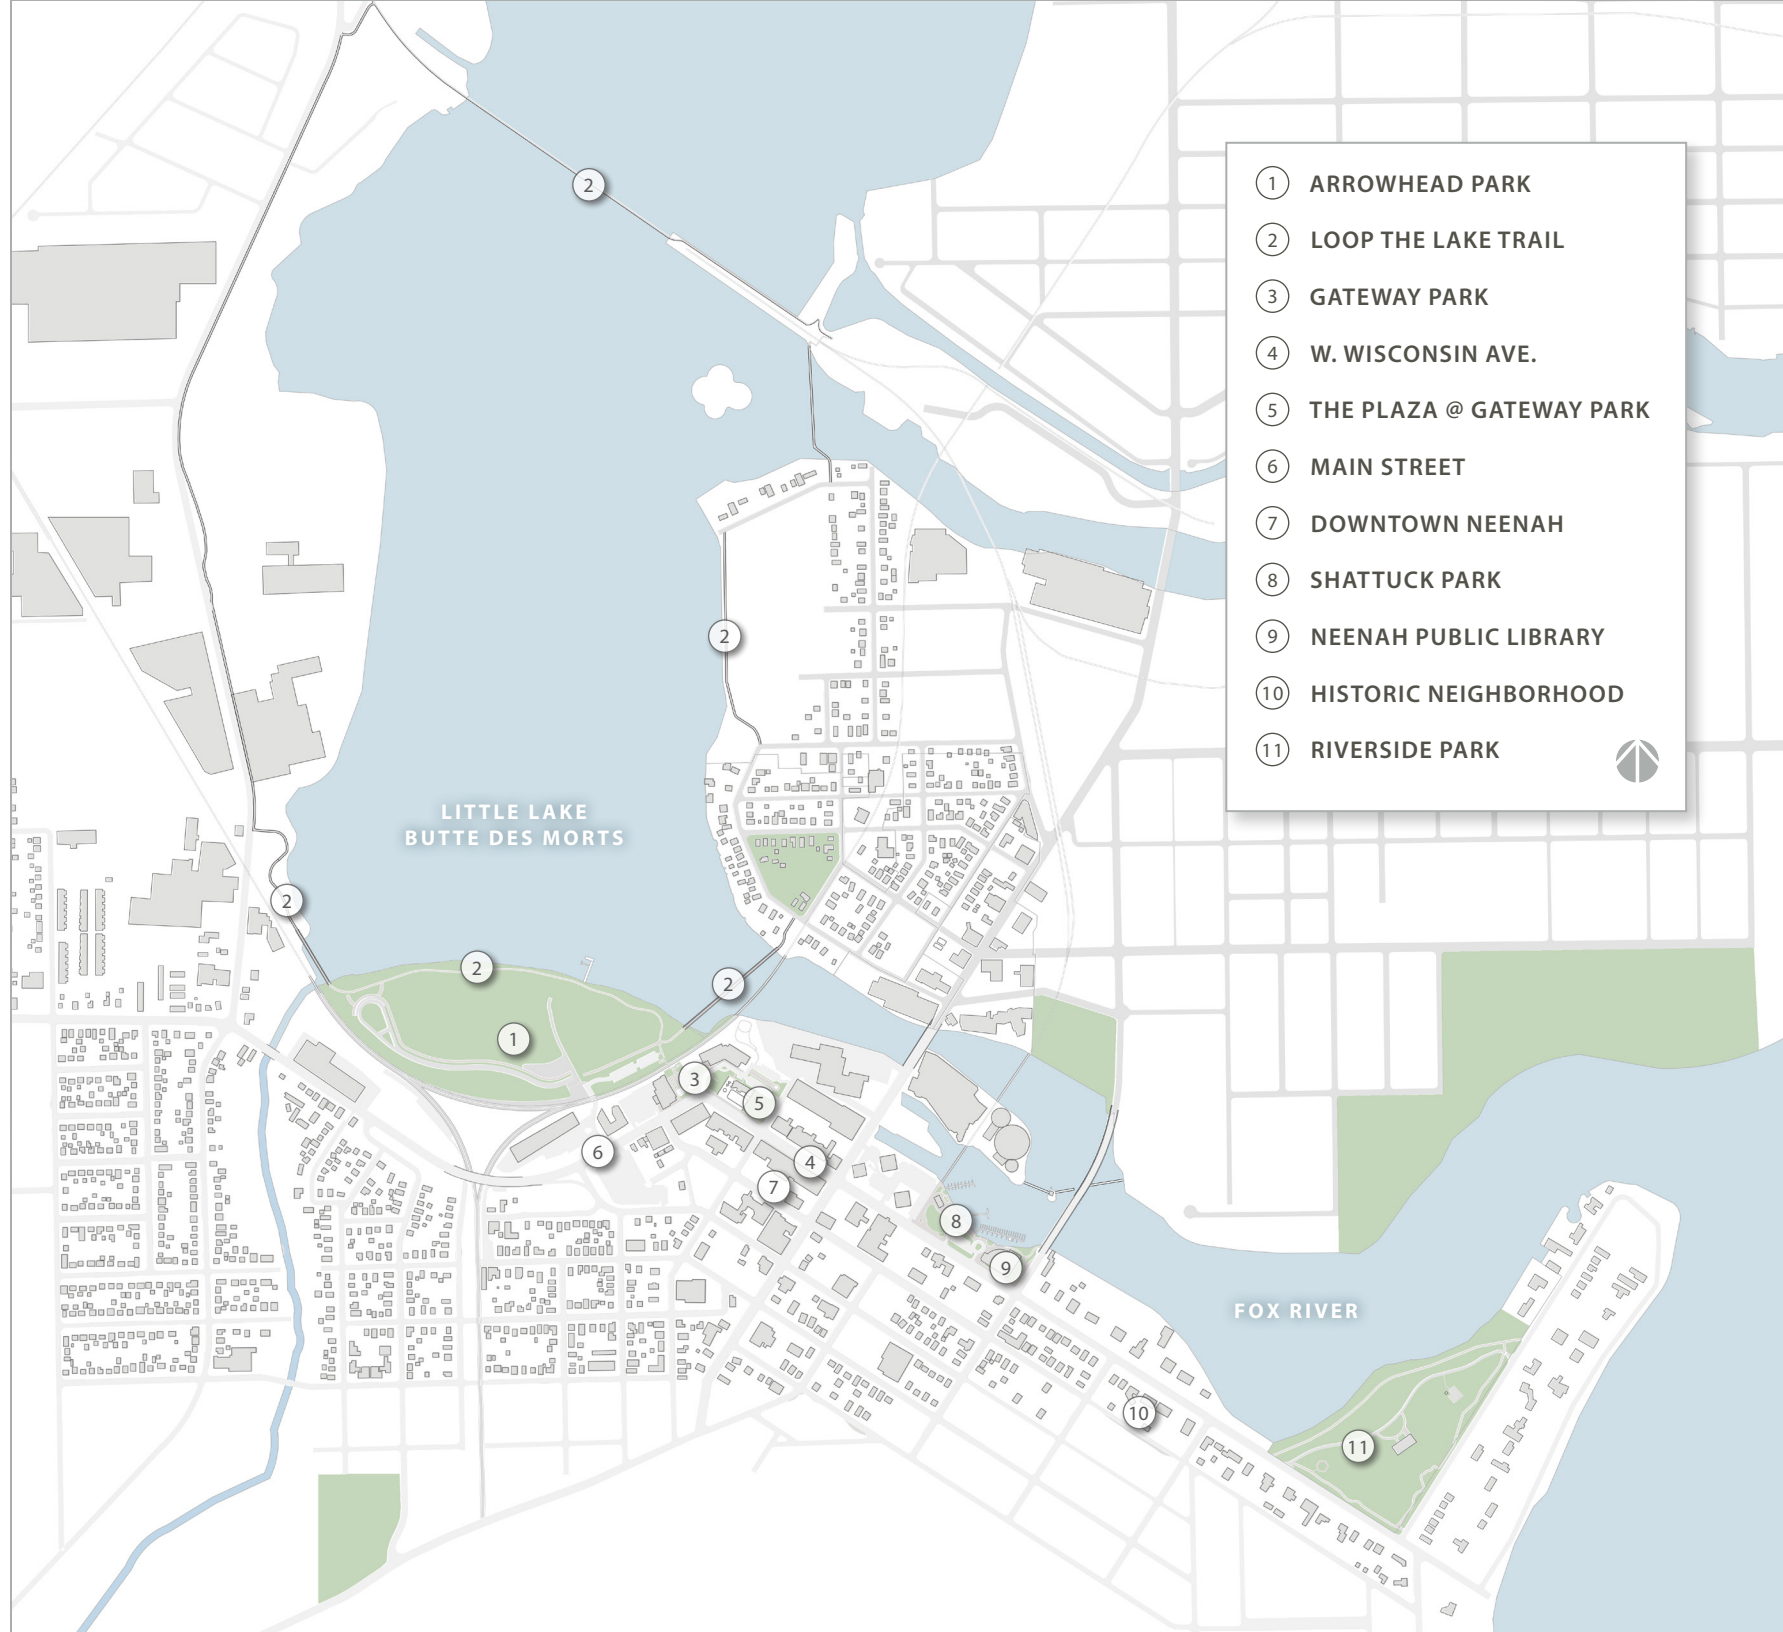 2
1 ARROWHEAD PARK
2 LOOP THE LAKE TRAIL
3 GATEWAY PARK
4 W. WISCONSIN AVE.
5 THE PLAZA @ GATEWAY PARK
6 MAIN STREET
7 DOWNTOWN NEENAH
8 SHATTUCK PARK
9 NEENAH PUBLIC LIBRARY
10 HISTORIC NEIGHBORHOOD
11 RIVERSIDE PARK
2
LITTLE LAKE
BUTTE DES MORTS
2
2
2
1
3
5
6
4
7
8
9
FOX RIVER
10
11